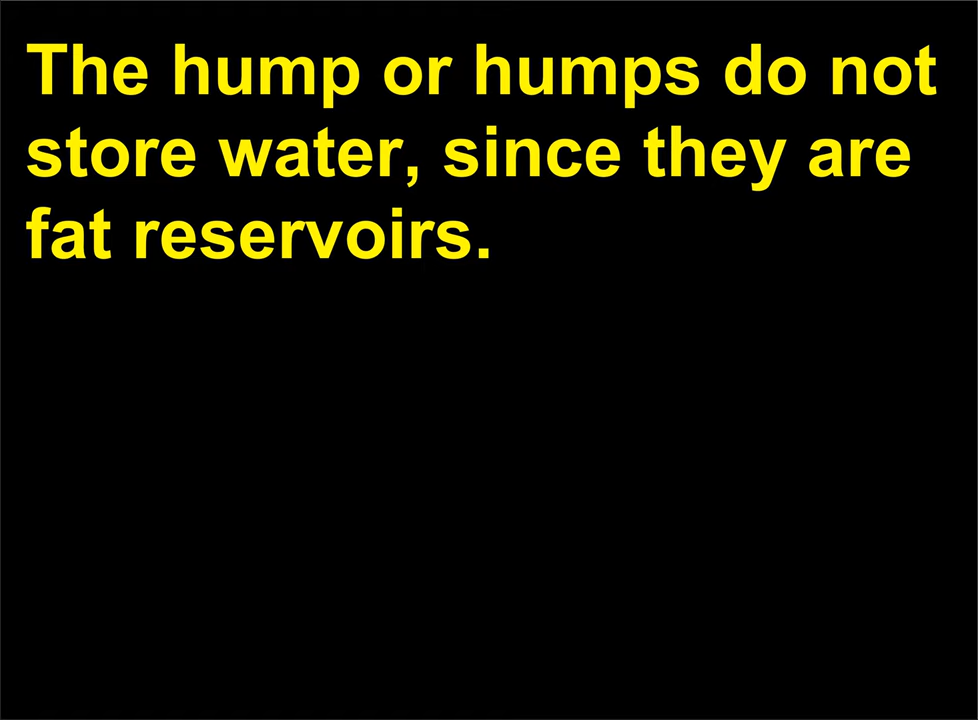 The hump or humps do not
store water, since they are
fat reservoirs.